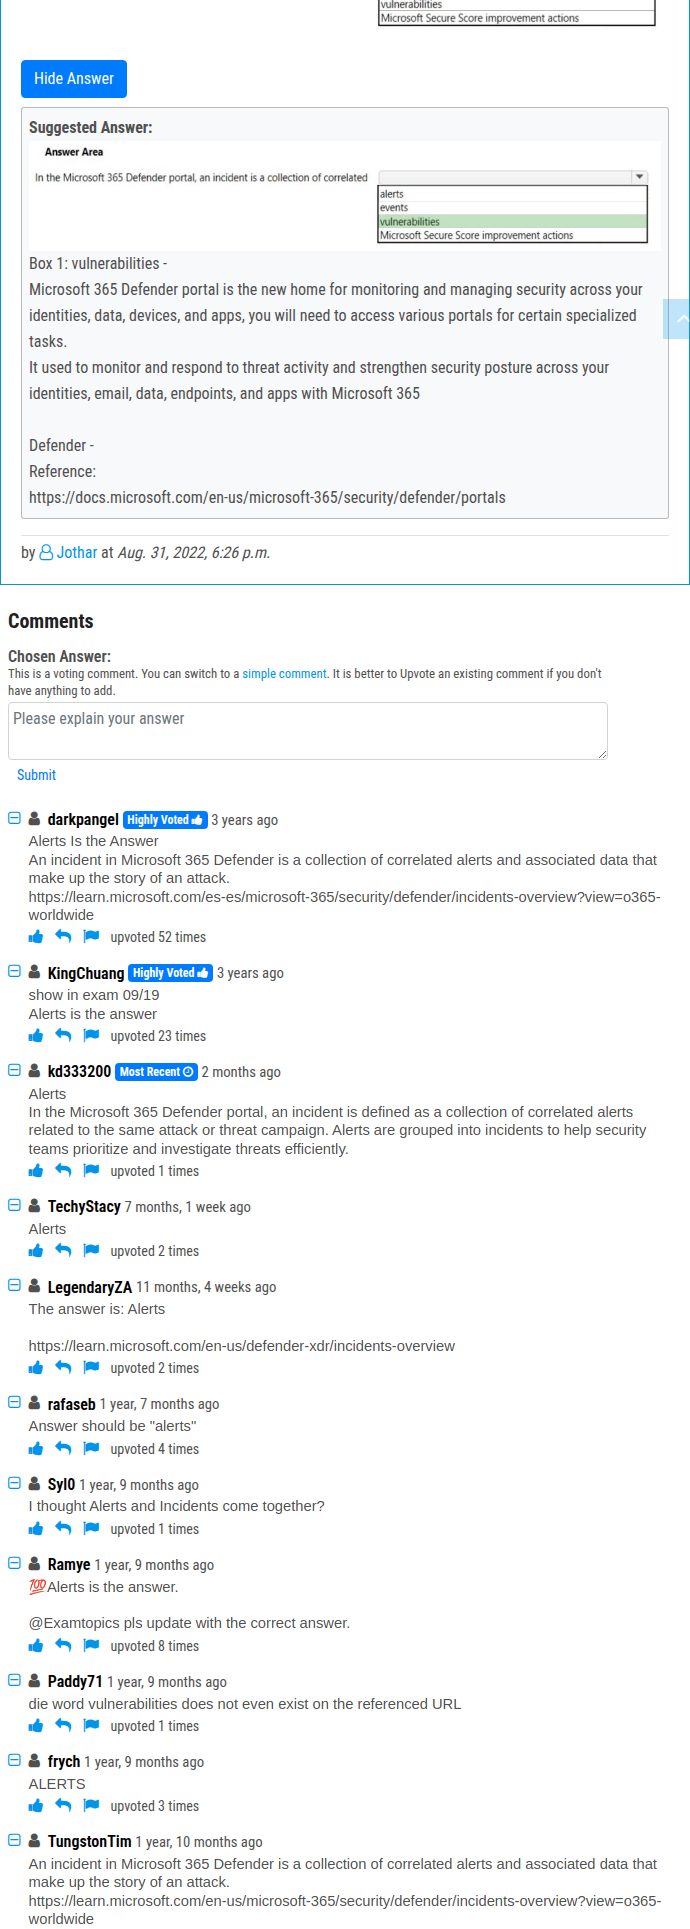 vulnerabilities
Microsoft Secure Score improvement actions
Hide Answer
Suggested Answer:
Answer Area
In the Microsoft 365 Defender portal, an incident is a collection of correlated
alerts
events
vulnerabilities
Microsoft Secure Score improvement actions
Box 1: vulnerabilities -
Microsoft 365 Defender portal is the new home for monitoring and managing security across your
identities, data, devices, and apps, you will need to access various portals for certain specialized
tasks.
It used to monitor and respond to threat activity and strengthen security posture across your
identities, email, data, endpoints, and apps with Microsoft 365
Defender -
Reference:
https://docs.microsoft.com/en-us/microsoft-365/security/defender/portals
by Jothar at Aug. 31, 2022, 6:26 p.m.
Comments
Chosen Answer:
This is a voting comment. You can switch to a simple comment. It is better to Upvote an existing comment if you don't
have anything to add.
Please explain your answer
Submit
darkpangel Highly Voted 3 years ago
Alerts Is the Answer
An incident in Microsoft 365 Defender is a collection of correlated alerts and associated data that
make up the story of an attack.
https://learn.microsoft.com/es-es/microsoft-365/security/defender/incidents-overview?view=o365-
worldwide
upvoted 52 times
KingChuang Highly Voted 3 years ago
show in exam 09/19
Alerts is the answer
upvoted 23 times
kd333200 Most Recent 2 months ago
Alerts
In the Microsoft 365 Defender portal, an incident is defined as a collection of correlated alerts
related to the same attack or threat campaign. Alerts are grouped into incidents to help security
teams prioritize and investigate threats efficiently.
upvoted 1 times
TechyStacy 7 months, 1 week ago
Alerts
upvoted 2 times
LegendaryZA 11 months, 4 weeks ago
The answer is: Alerts
https://learn.microsoft.com/en-us/defender-xdr/incidents-overview
upvoted 2 times
rafaseb 1 year, 7 months ago
Answer should be "alerts"
upvoted 4 times
Syl0 1 year, 9 months ago
I thought Alerts and Incidents come together?
upvoted 1 times
Ramye 1 year, 9 months ago
💯Alerts is the answer.
@Examtopics pls update with the correct answer.
upvoted 8 times
Paddy71 1 year, 9 months ago
die word vulnerabilities does not even exist on the referenced URL
upvoted 1 times
frych 1 year, 9 months ago
ALERTS
upvoted 3 times
TungstonTim 1 year, 10 months ago
An incident in Microsoft 365 Defender is a collection of correlated alerts and associated data that
make up the story of an attack.
https://learn.microsoft.com/en-us/microsoft-365/security/defender/incidents-overview?view=o365-
worldwide